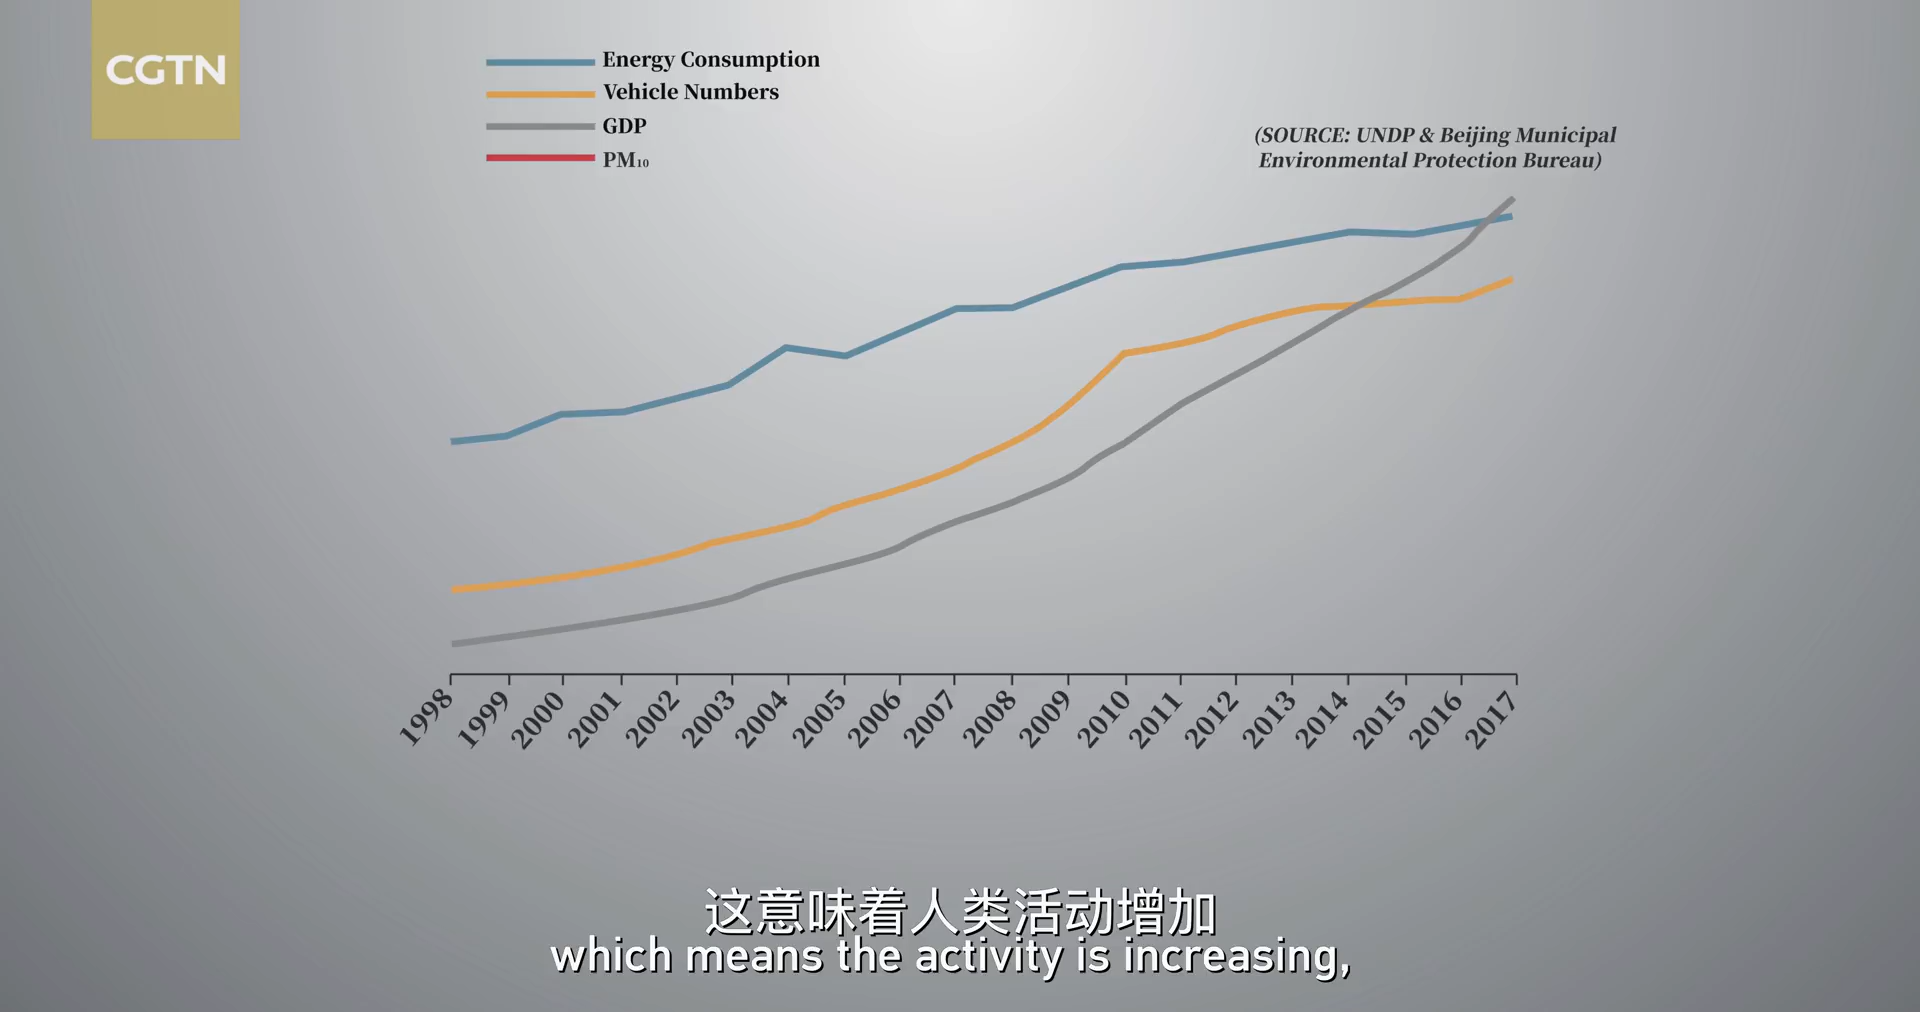 CGTN
Energy Consumption
Vehicle Numbers
GDP
PM₁₀
(SOURCE: UNDP & Beijing Municipal
Environmental Protection Bureau)
1998
1999
2000
2001
2002
2003
2004
2005
2006
2007
2008
2009
2010
2011
2012
2013
2014
2015
2016
2017
这意味着人类活动增加
which means the activity is increasing,